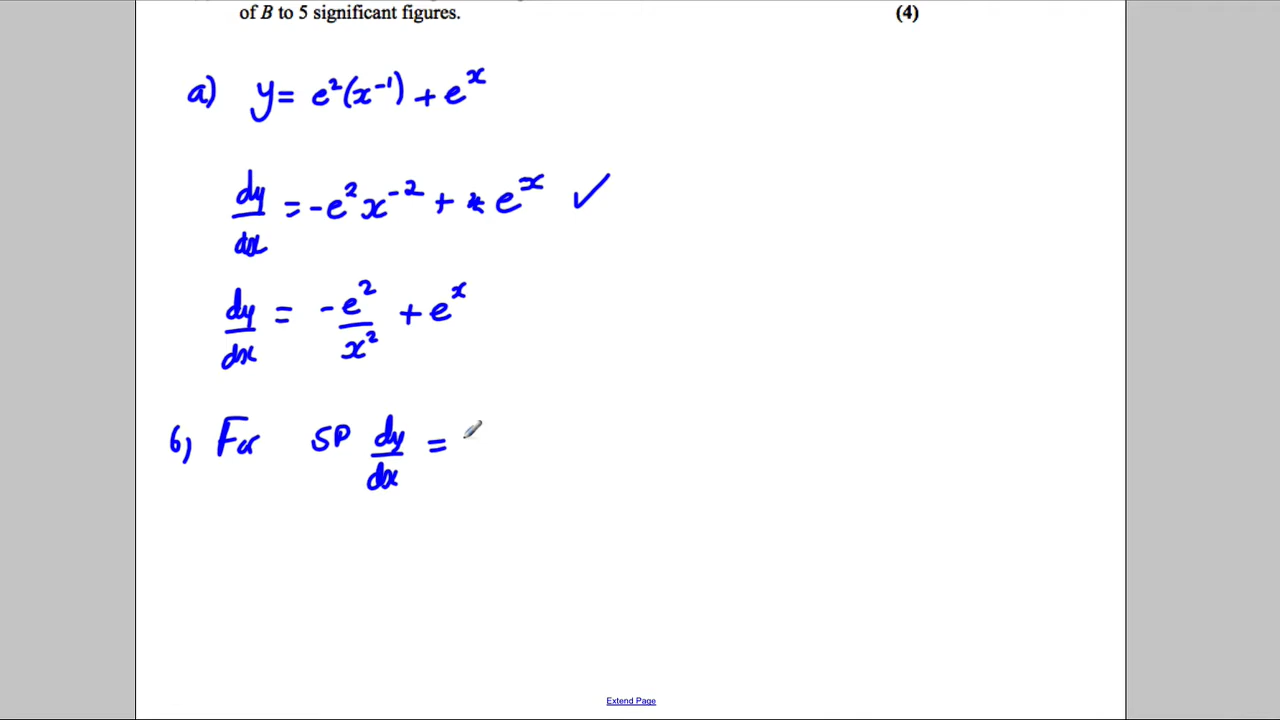 of B to 5 significant figures. (4)
a) y = e²(x⁻¹) + eˣ
dy/dx = -e²x⁻² + eˣ ✓
dy/dx = -e²/x² + eˣ
b) For SP dy/dx =
Extend Page